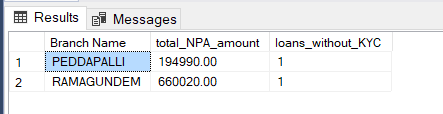 Results Messages
Branch Name total_NPA_amount loans_without_KYC
1 PEDDAPALLI 194990.00 1
2 RAMAGUNDEM 660020.00 1